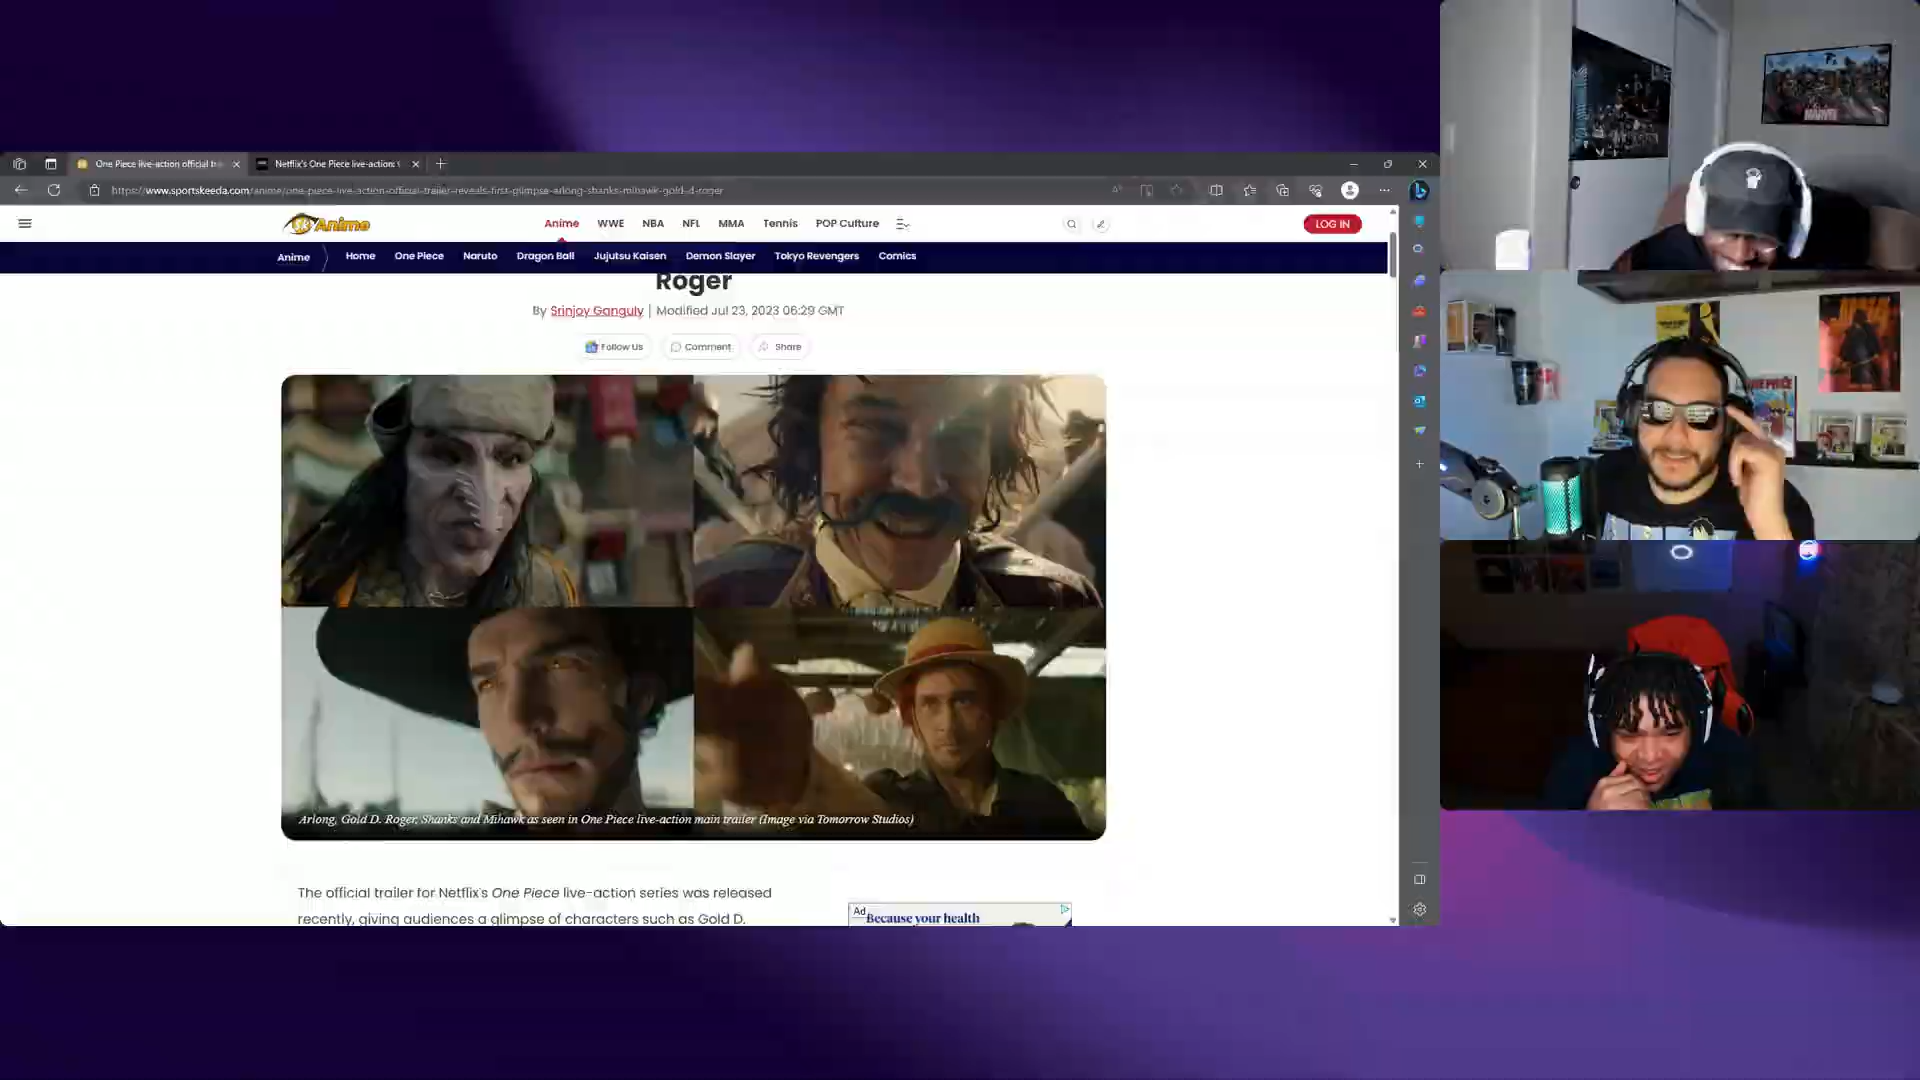 One Piece live-action official tr
Netflix's One Piece live-action: t
https://www.sportskeeda.com/anime/one-piece-live-action-official-trailer-reveals-first-glimpse-arlong-shanks-mihawk-gold-d-roger
SK Anime
Anime WWE NBA NFL MMA Tennis POP Culture
LOG IN
Anime Home One Piece Naruto Dragon Ball Jujutsu Kaisen Demon Slayer Tokyo Revengers Comics
Roger
By Srinjoy Ganguly | Modified Jul 23, 2023 06:29 GMT
Follow Us Comment Share
Arlong, Gold D. Roger, Shanks and Mihawk as seen in One Piece live-action main trailer (Image via Tomorrow Studios)
The official trailer for Netflix's One Piece live-action series was released
recently, giving audiences a glimpse of characters such as Gold D.
Ad
Because your health
MARVEL